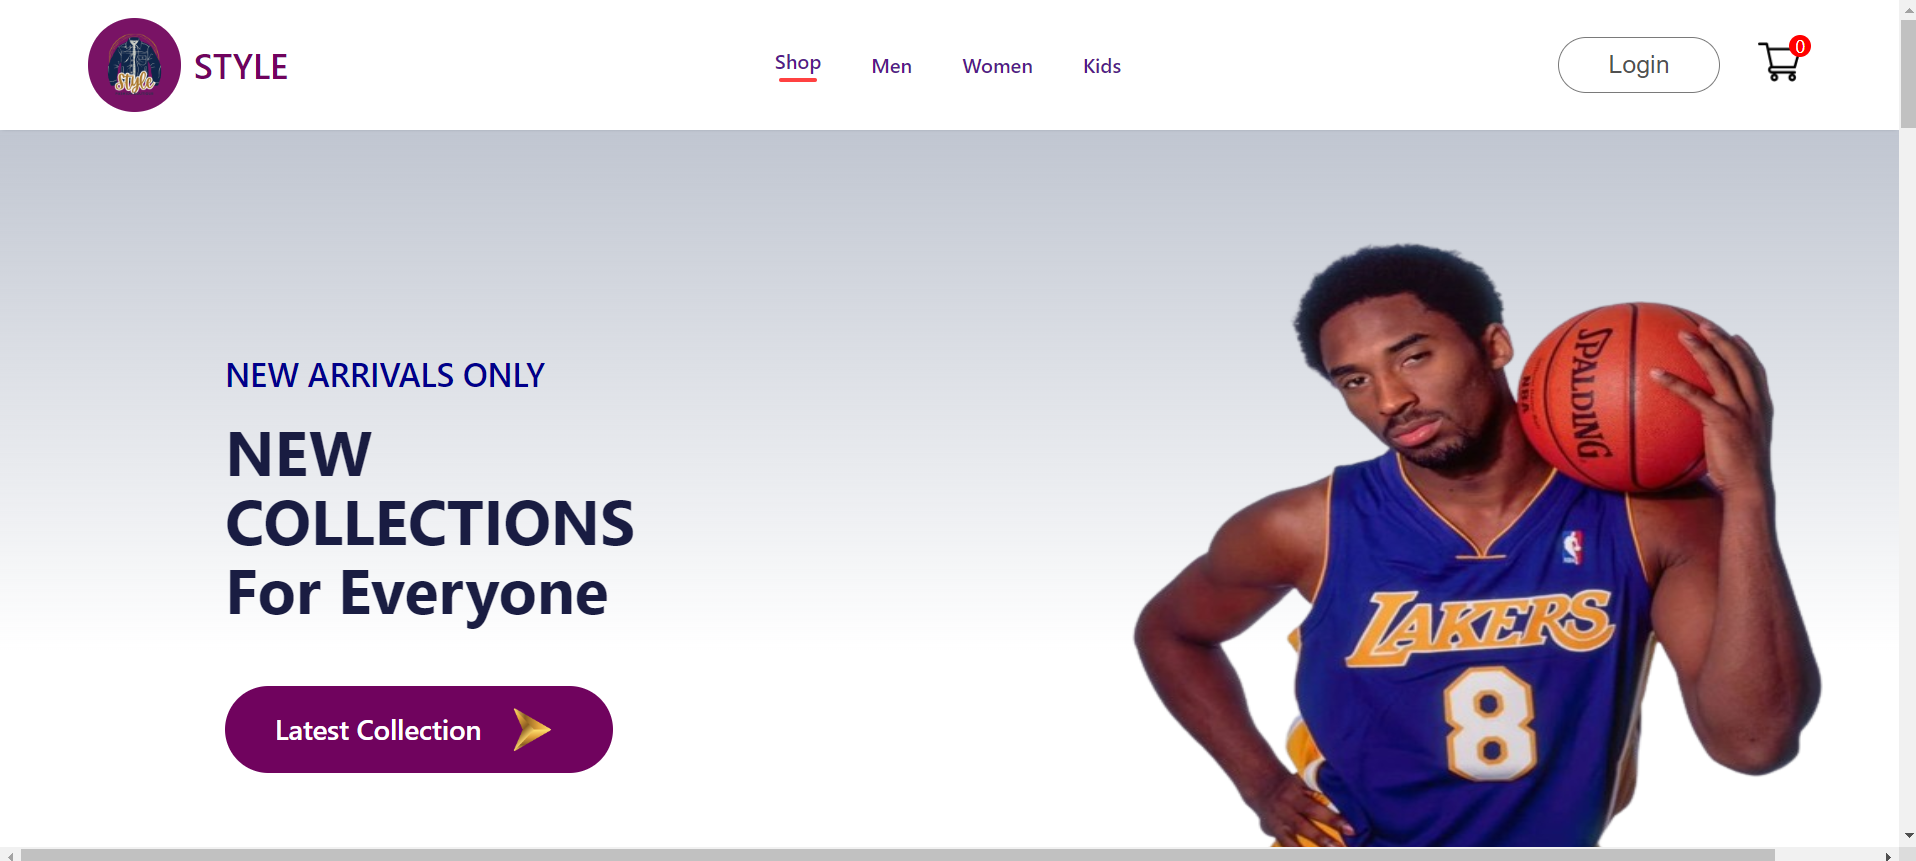 Style
STYLE
Shop
Men
Women
Kids
Login
0
NEW ARRIVALS ONLY
NEW
COLLECTIONS
For Everyone
Latest Collection
SPALDING
NBA
LAKERS
8